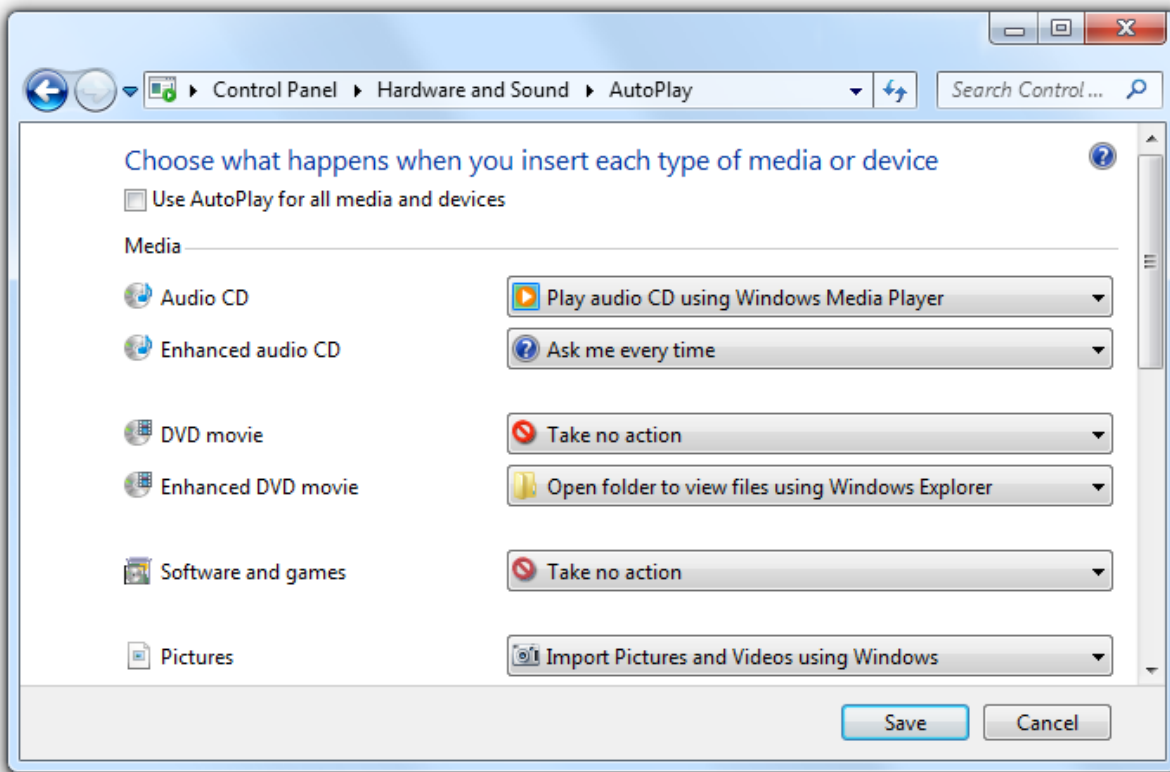 Control Panel Hardware and Sound AutoPlay Search Control ...
Choose what happens when you insert each type of media or device
Use AutoPlay for all media and devices
Media
Audio CD Play audio CD using Windows Media Player
Enhanced audio CD Ask me every time
DVD movie Take no action
Enhanced DVD movie Open folder to view files using Windows Explorer
Software and games Take no action
Pictures Import Pictures and Videos using Windows
Save Cancel